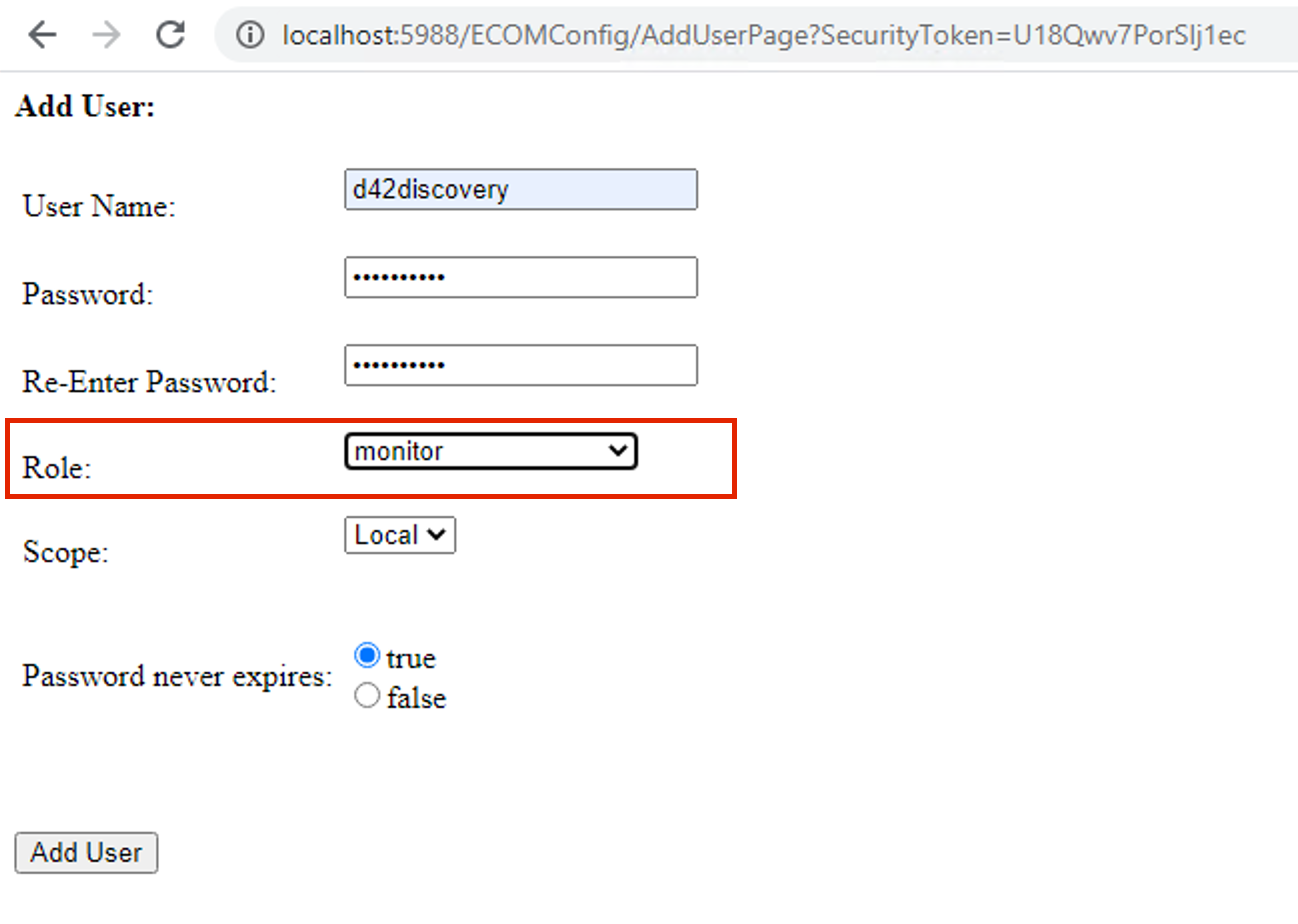 localhost:5988/ECOMConfig/AddUserPage?SecurityToken=U18Qwv7PorSlj1ec
Add User:
User Name: d42discovery
Password: ••••••••••
Re-Enter Password: ••••••••••
Role: monitor
Scope: Local
Password never expires: true
false
Add User